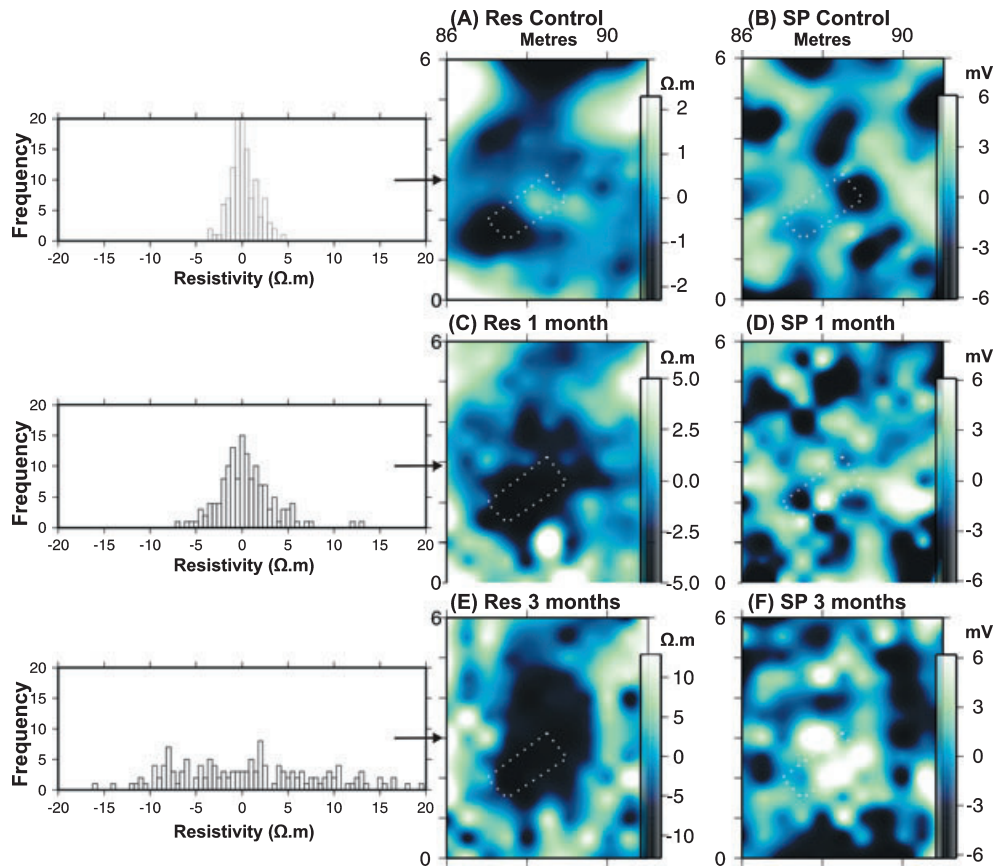 (A) Res Control
86 Metres 90
6
Ω.m
2
1
0
-1
-2
0
(B) SP Control
86 Metres 90
mV
6
3
0
-3
-6
6
0
Frequency
20
15
10
5
0
-20 -15 -10 -5 0 5 10 15 20
Resistivity (Ω.m)
(C) Res 1 month
6
Ω.m
5.0
2.5
0.0
-2.5
-5.0
0
(D) SP 1 month
6
mV
6
3
0
-3
-6
0
Frequency
20
15
10
5
0
-20 -15 -10 -5 0 5 10 15 20
Resistivity (Ω.m)
(E) Res 3 months
6
Ω.m
10
5
0
-5
-10
0
(F) SP 3 months
6
mV
6
3
0
-3
-6
0
Frequency
20
15
10
5
0
-20 -15 -10 -5 0 5 10 15 20
Resistivity (Ω.m)